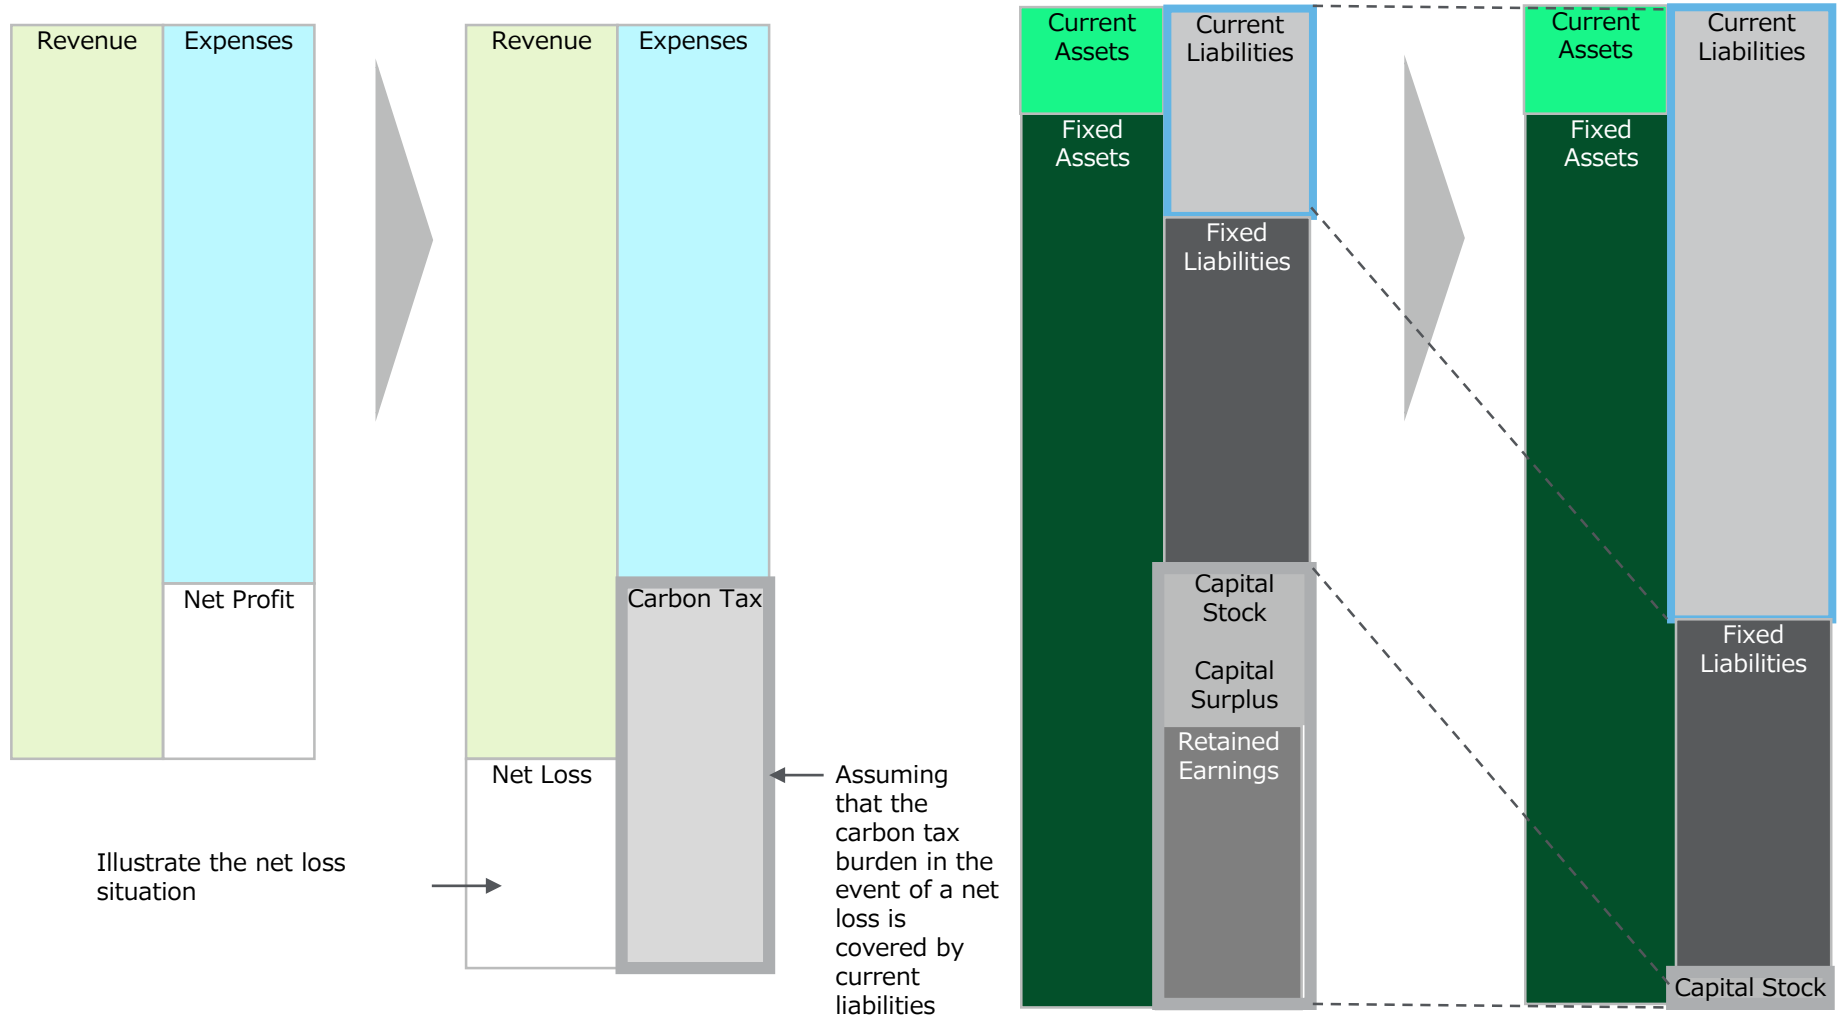 Revenue
Expenses
Net Profit
Illustrate the net loss
situation
Revenue
Expenses
Carbon Tax
Net Loss
Assuming
that the
carbon tax
burden in the
event of a net
loss is
covered by
current
liabilities
Current
Assets
Current
Liabilities
Fixed
Assets
Fixed
Liabilities
Capital
Stock
Capital
Surplus
Retained
Earnings
Current
Assets
Current
Liabilities
Fixed
Assets
Fixed
Liabilities
Capital Stock